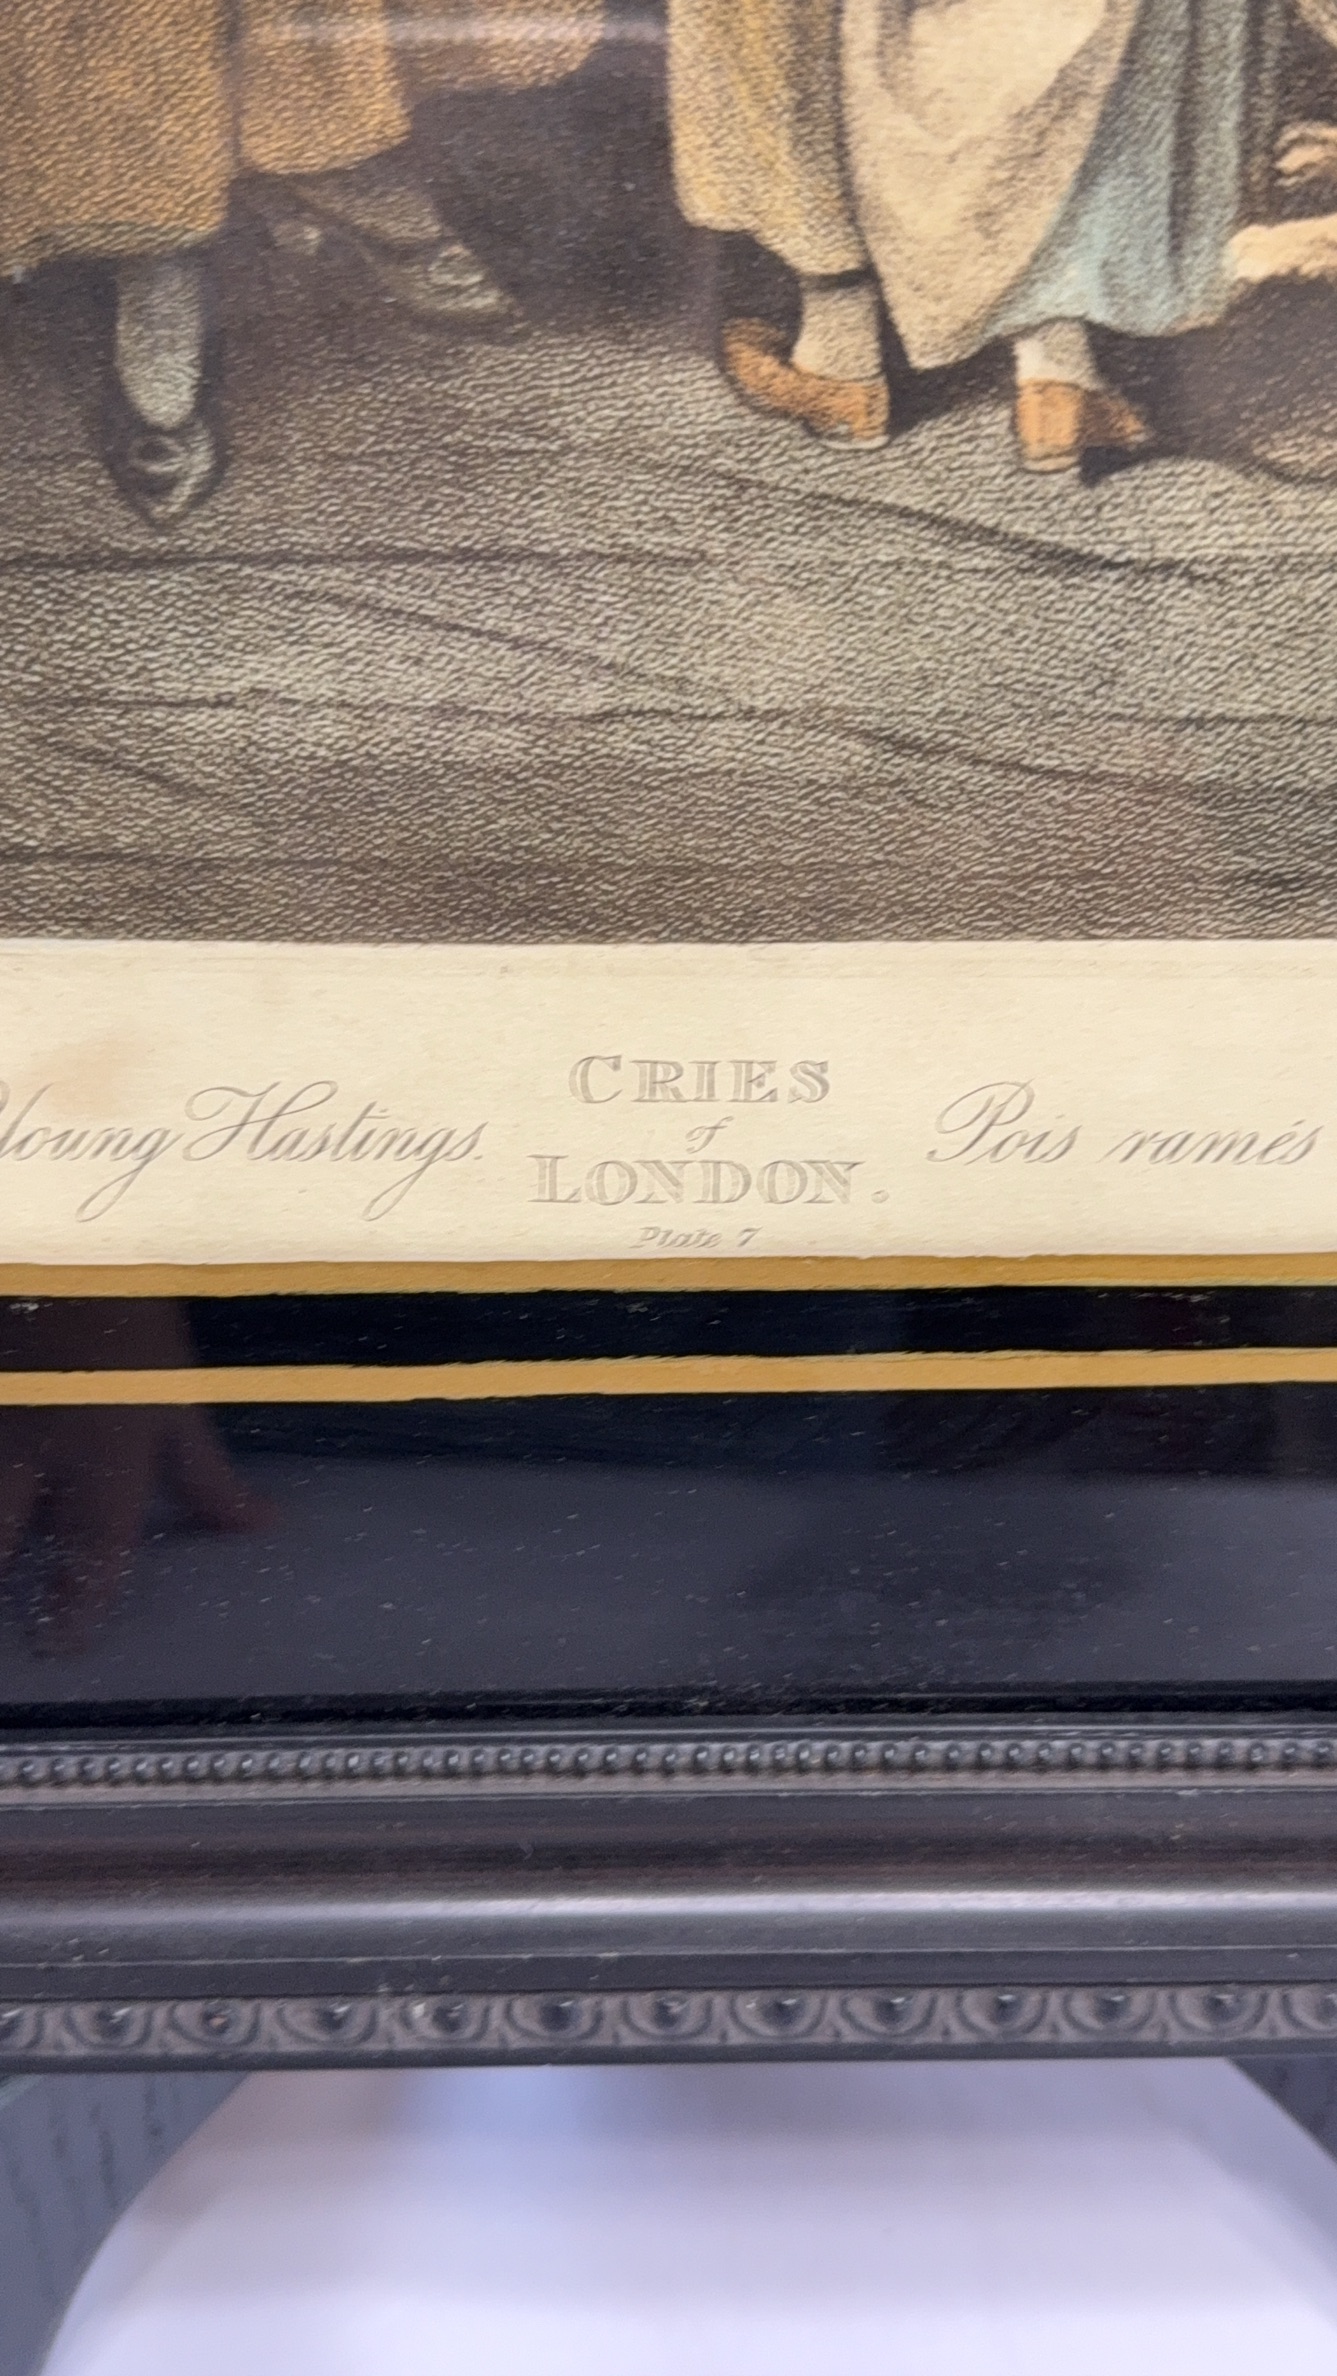 CRIES
of
LONDON.
Young Hastings. Pois ramés
Plate 7